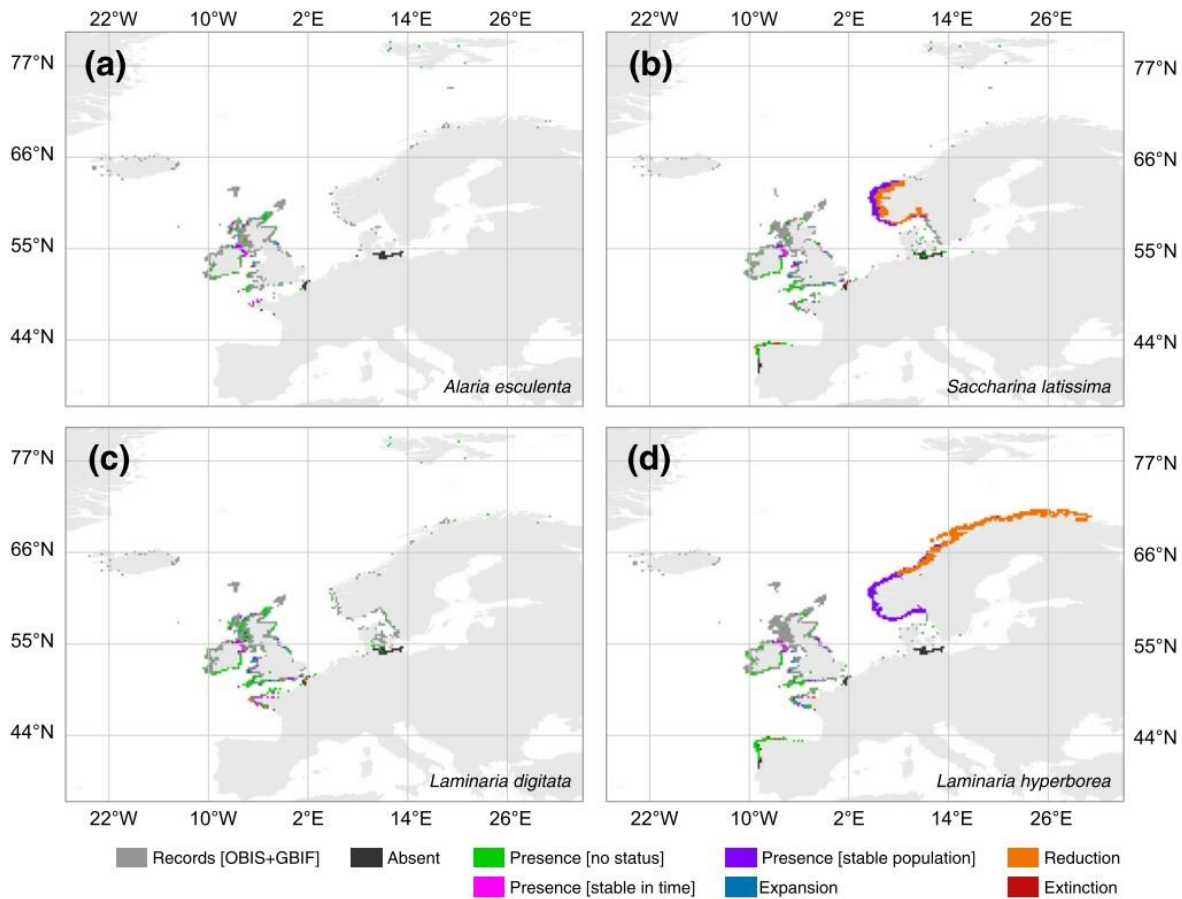 22°W 10°W 2°E 14°E 26°E 22°W 10°W 2°E 14°E 26°E
(a) (b)
77°N 77°N
66°N 66°N
55°N 55°N
44°N 44°N
Alaria esculenta Saccharina latissima
(c) (d)
77°N 77°N
66°N 66°N
55°N 55°N
44°N 44°N
Laminaria digitata Laminaria hyperborea
22°W 10°W 2°E 14°E 26°E 22°W 10°W 2°E 14°E 26°E
Records [OBIS+GBIF] Absent Presence [no status] Presence [stable population] Reduction
Presence [stable in time] Expansion Extinction